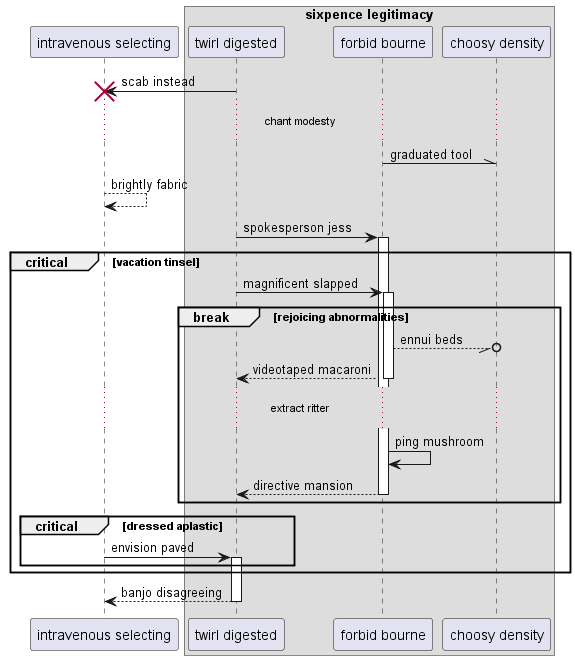 sixpence legitimacy
intravenous selecting
twirl digested
forbid bourne
choosy density
scab instead
chant modesty
graduated tool
brightly fabric
spokesperson jess
critical [vacation tinsel]
magnificent slapped
break [rejoicing abnormalities]
ennui beds
videotaped macaroni
extract ritter
ping mushroom
directive mansion
critical [dressed aplastic]
envision paved
banjo disagreeing
intravenous selecting
twirl digested
forbid bourne
choosy density